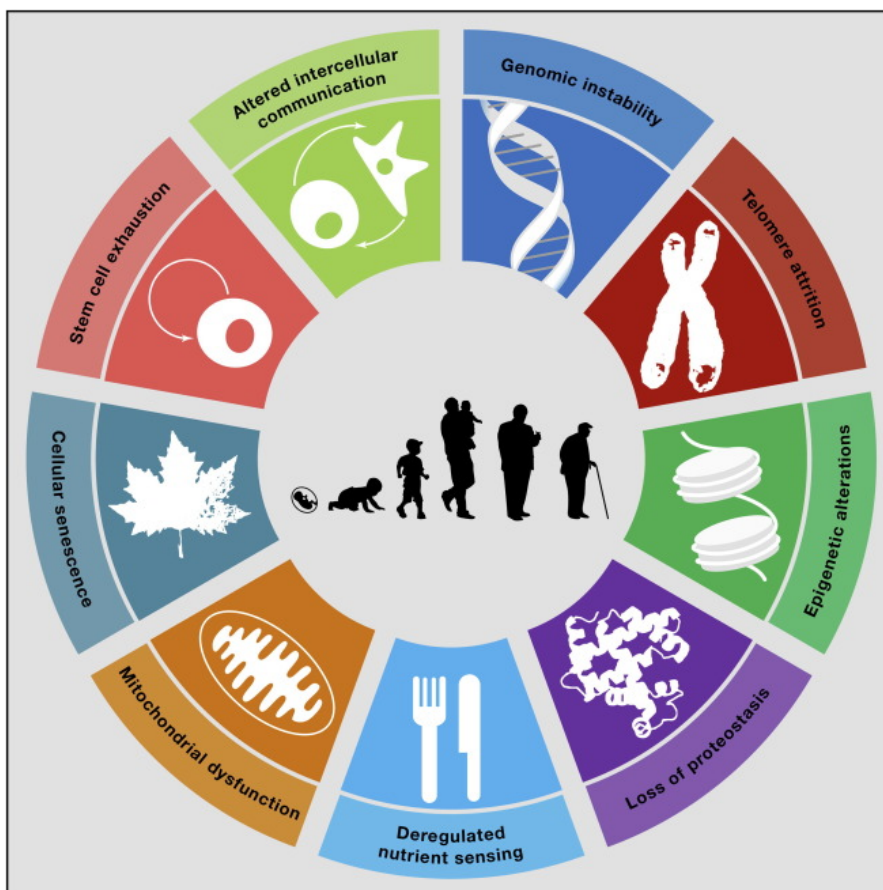 Genomic instability
Telomere attrition
Epigenetic alterations
Loss of proteostasis
Deregulated
nutrient sensing
Mitochondrial dysfunction
Cellular senescence
Stem cell exhaustion
Altered intercellular
communication